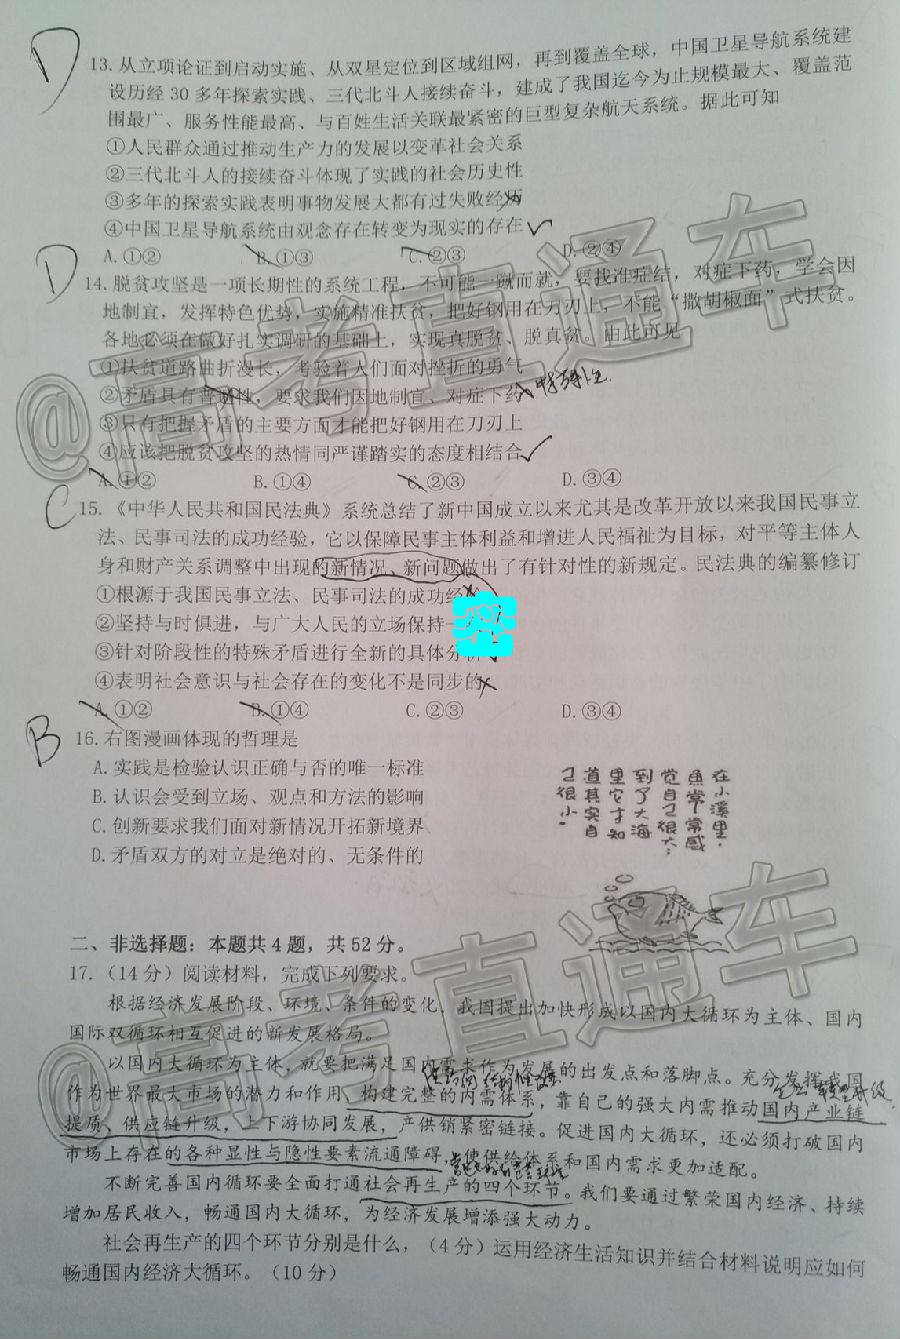 D
13. 从立项论证到启动实施、从双星定位到区域组网，再到覆盖全球，中国卫星导航系统建
设历经 30 多年探索实践、三代北斗人接续奋斗，建成了我国迄今为止规模最大、覆盖范
围最广、服务性能最高、与百姓生活关联最紧密的巨型复杂航天系统。据此可知
①人民群众通过推动生产力的发展以变革社会关系
②三代北斗人的接续奋斗体现了实践的社会历史性
③多年的探索实践表明事物发展大都有过失败经历
④中国卫星导航系统由观念存在转变为现实的存在
A. ①② B. ①③ C. ②③ D. ②④
D
14. 脱贫攻坚是一项长期性的系统工程，不可能一蹴而就，要找准症结，对症下药，学会因
地制宜，发挥特色优势，实施精准扶贫，把好钢用在刀刃上，不能“撒胡椒面”式扶贫。
各地必须在做好扎实调研的基础上，实现真脱贫、脱真贫。由此可见
①扶贫道路曲折漫长，考验着人们面对挫折的勇气
②矛盾具有普遍性，要求我们因地制宜、对症下药 特殊性
③只有把握矛盾的主要方面才能把好钢用在刀刃上
④应该把脱贫攻坚的热情同严谨踏实的态度相结合
A. ①② B. ①④ C. ②③ D. ③④
C
15.《中华人民共和国民法典》系统总结了新中国成立以来尤其是改革开放以来我国民事立
法、民事司法的成功经验，它以保障民事主体利益和增进人民福祉为目标，对平等主体人
身和财产关系调整中出现的新情况、新问题做出了有针对性的新规定。民法典的编纂修订
①根源于我国民事立法、民事司法的成功经
②坚持与时俱进，与广大人民的立场保持一
③针对阶段性的特殊矛盾进行全新的具体分析
④表明社会意识与社会存在的变化不是同步的
A. ①② B. ①④ C. ②③ D. ③④
B
16. 右图漫画体现的哲理是
A. 实践是检验认识正确与否的唯一标准
B. 认识会受到立场、观点和方法的影响
C. 创新要求我们面对新情况开拓新境界
D. 矛盾双方的对立是绝对的、无条件的
在小溪里，
鱼常常感
觉自己很大；
到了大海
里它才知
道其实自
己很小。
二、非选择题：本题共 4 题，共 52 分。
17.（14 分）阅读材料，完成下列要求。
根据经济发展阶段、环境、条件的变化，我国提出加快形成以国内大循环为主体、国内
国际双循环相互促进的新发展格局。
以国内大循环为主体，就要把满足国内需求作为发展的出发点和落脚点。充分发挥我国
作为世界最大市场的潜力和作用，构建完整的内需体系，靠自己的强大内需推动国内产业链
提质、供应链升级，上下游协同发展，产供销紧密链接。促进国内大循环，还必须打破国内
市场上存在的各种显性与隐性要素流通障碍，使供给体系和国内需求更加适配。
不断完善国内循环要全面打通社会再生产的四个环节。我们要通过繁荣国内经济、持续
增加居民收入，畅通国内大循环，为经济发展增添强大动力。
社会再生产的四个环节分别是什么，（4 分）运用经济生活知识并结合材料说明应如何
畅通国内经济大循环。（10 分）
@高考直通车
@高考直通车